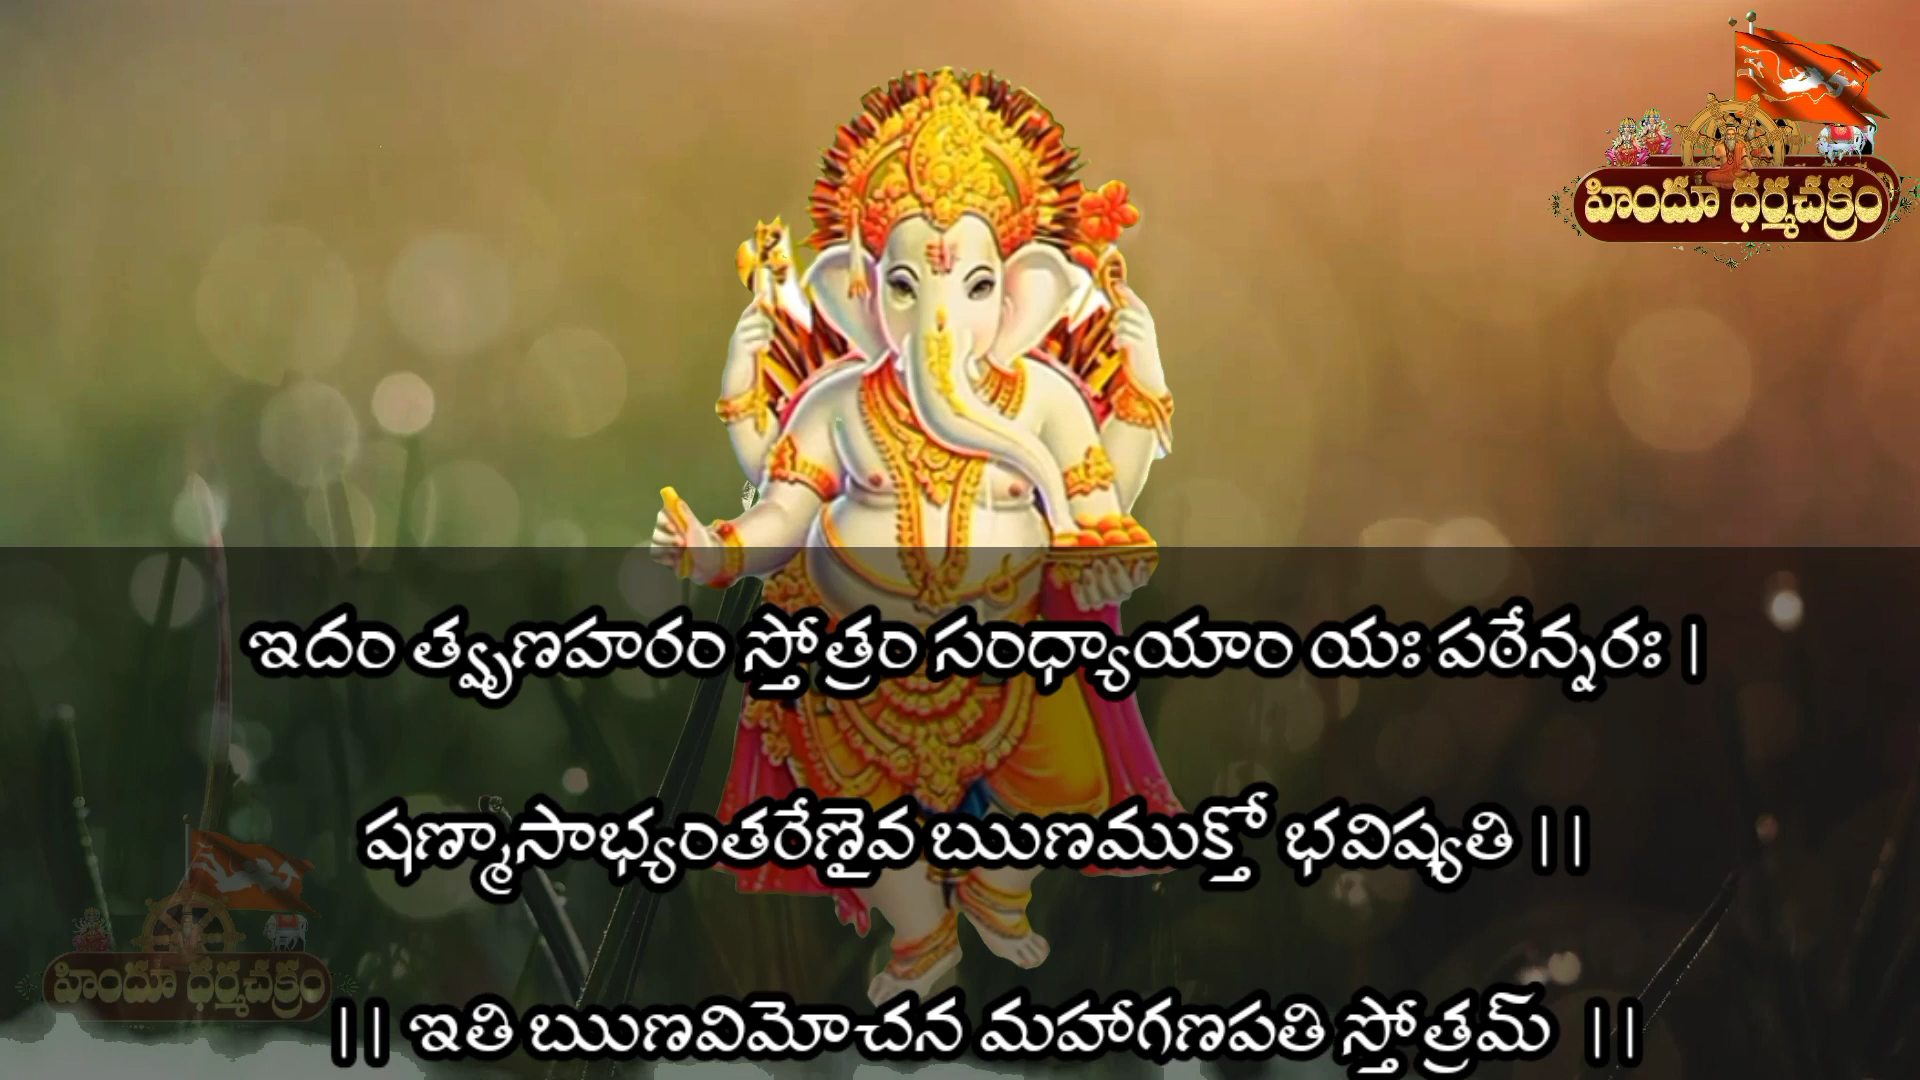 హిందూ ధర్మచక్రం
ఇదం త్వృణహరం స్తోత్రం సంధ్యాయాం యః పఠేన్నరః |
షణ్మాసాభ్యంతరేణైవ ఋణముక్తో భవిష్యతి ||
హిందూ ధర్మచక్రం
|| ఇతి ఋణవిమోచన మహాగణపతి స్తోత్రమ్ ||